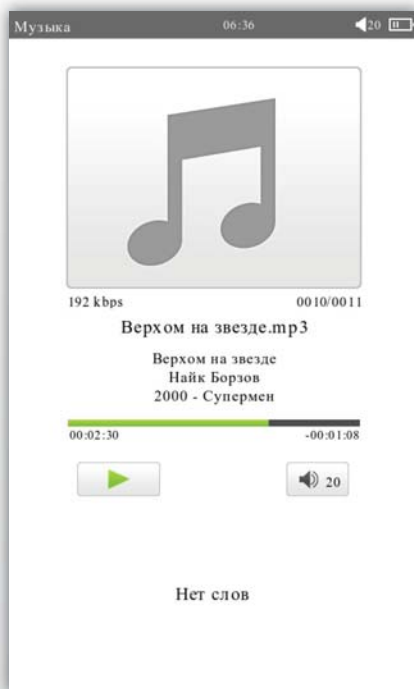 Музыка 06:36 20
192 kbps 0010/0011
Верхом на звезде.mp3
Верхом на звезде
Найк Борзов
2000 - Супермен
00:02:30 -00:01:08
20
Нет слов